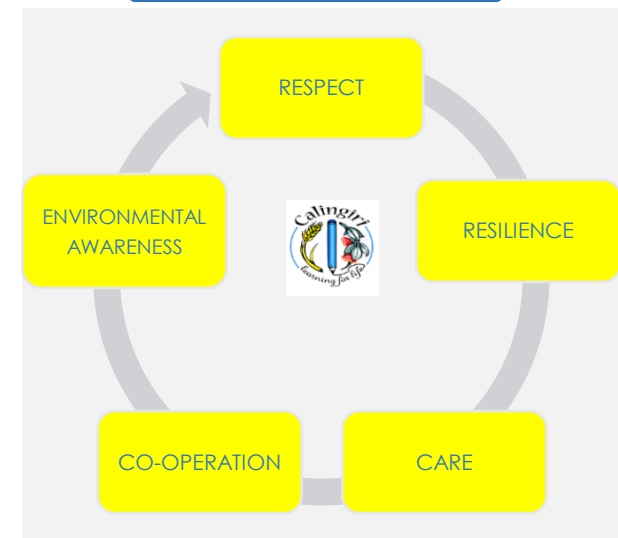 RESPECT
RESILIENCE
CARE
CO-OPERATION
ENVIRONMENTAL
AWARENESS
Calingiri
Learning for life